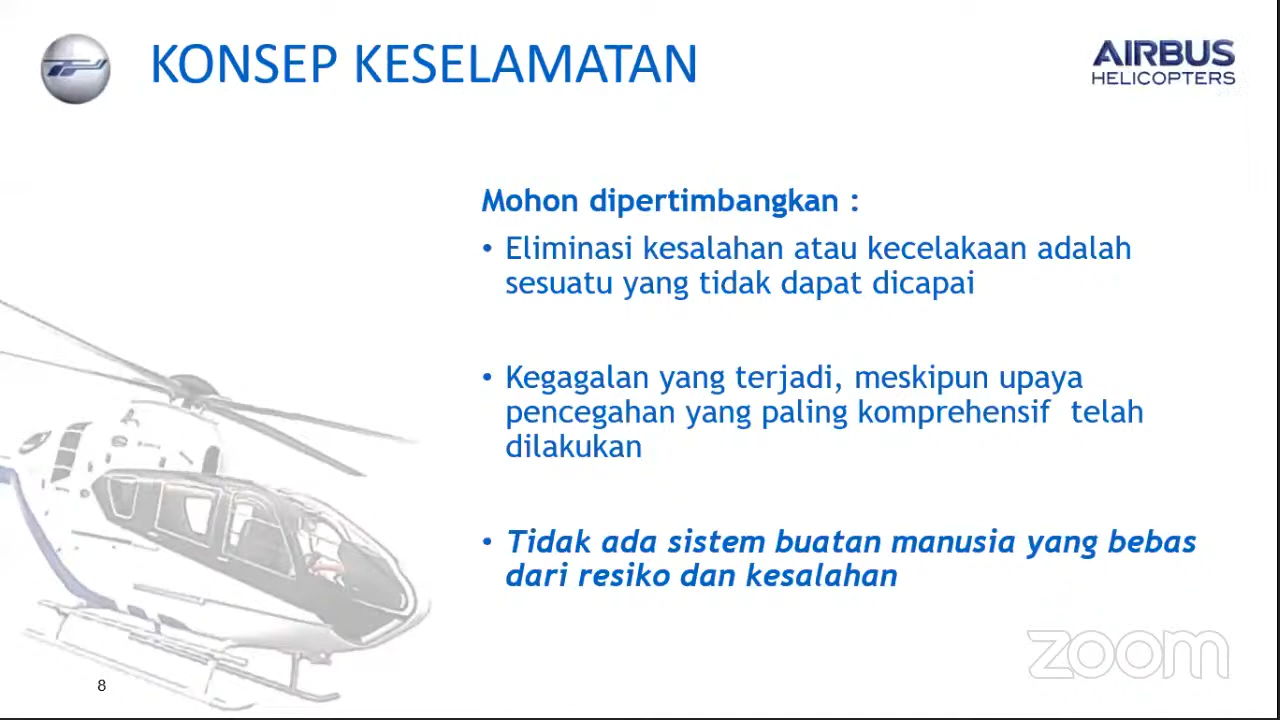 KONSEP KESELAMATAN
AIRBUS
HELICOPTERS
Mohon dipertimbangkan :
• Eliminasi kesalahan atau kecelakaan adalah
sesuatu yang tidak dapat dicapai
• Kegagalan yang terjadi, meskipun upaya
pencegahan yang paling komprehensif telah
dilakukan
• Tidak ada sistem buatan manusia yang bebas
dari resiko dan kesalahan
zoom
8